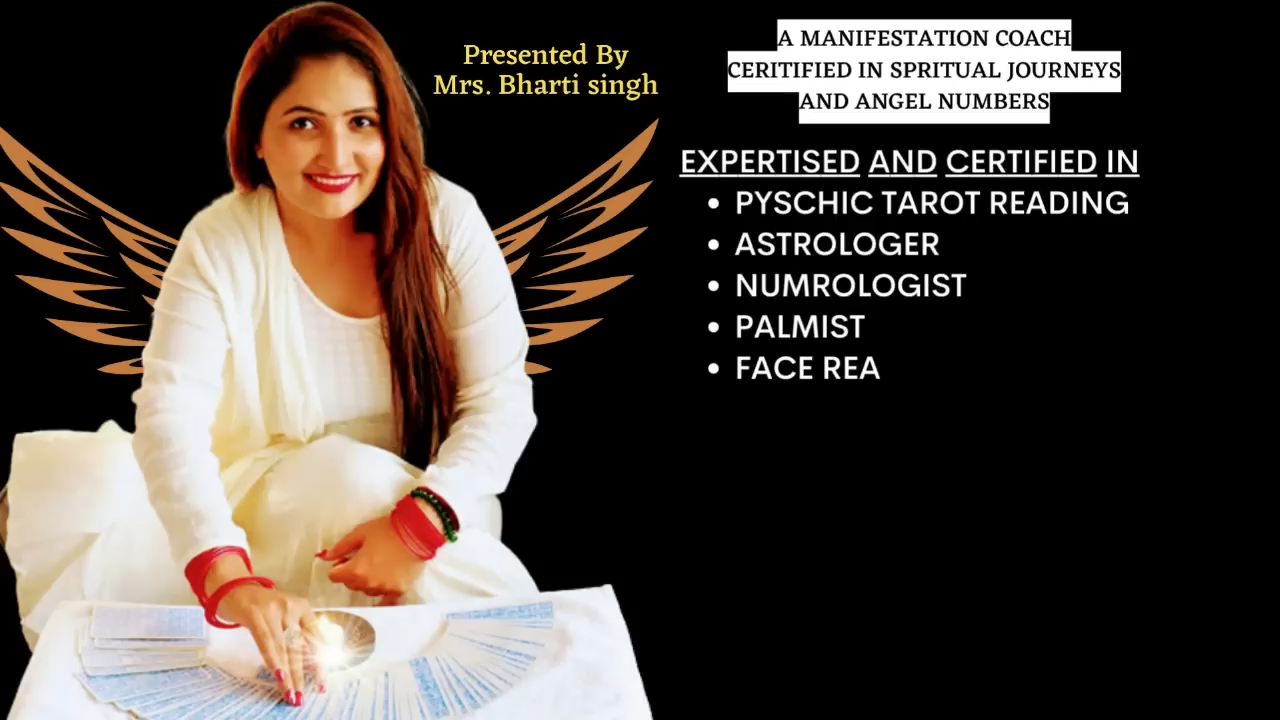 Presented By
Mrs. Bharti singh
A MANIFESTATION COACH
CERITIFIED IN SPRITUAL JOURNEYS
AND ANGEL NUMBERS
EXPERTISED AND CERTIFIED IN
• PYSCHIC TAROT READING
• ASTROLOGER
• NUMROLOGIST
• PALMIST
• FACE REA